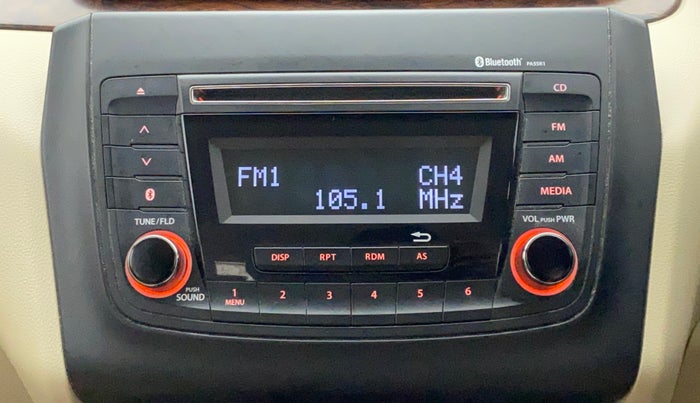 Bluetooth PA5SR1
CD
FM
AM
MEDIA
FM1 CH4
105.1 MHz
TUNE/FLD
VOL PUSH PWR
DISP RPT RDM AS
PUSH
SOUND
1 2 3 4 5 6
MENU